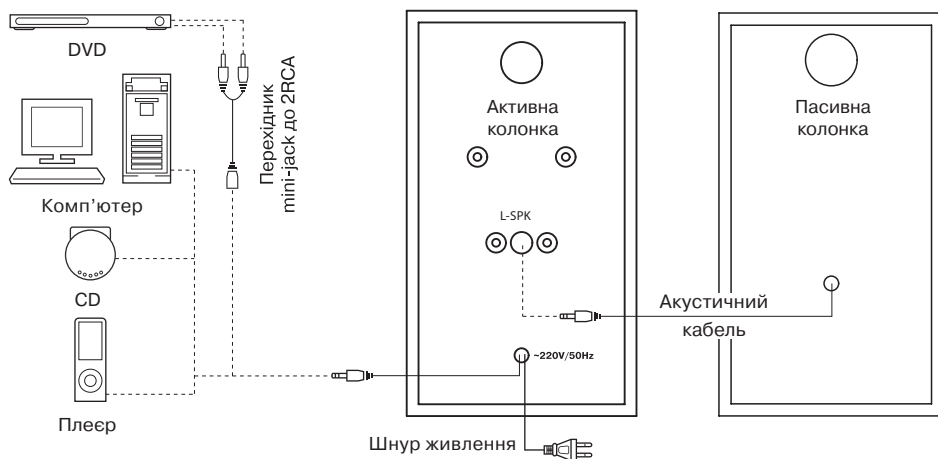 DVD
Комп’ютер
CD
Плеєр
Перехідник
mini-jack до 2RCA
Активна
колонка
L-SPK
~220V/50Hz
Шнур живлення
Пасивна
колонка
Акустичний
кабель